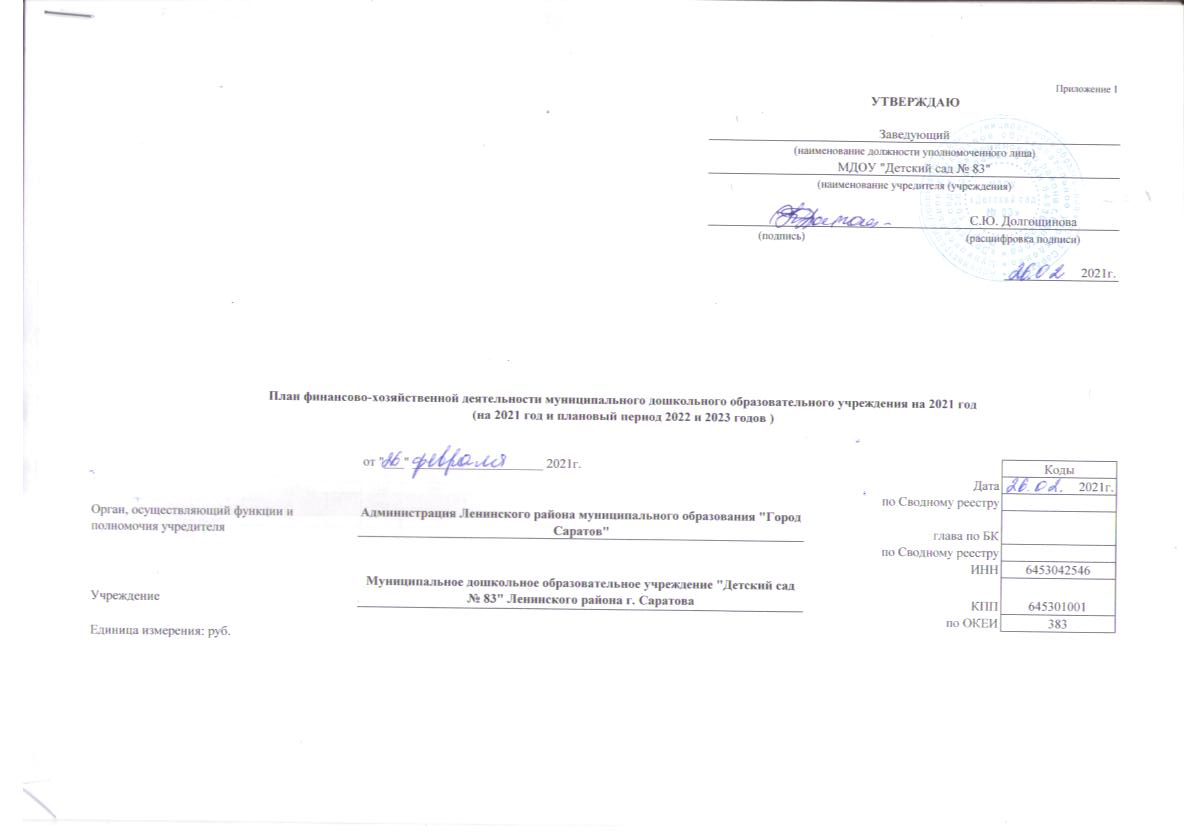 Приложение 1
УТВЕРЖДАЮ
Заведующий
(наименование должности уполномоченного лица)
МДОУ "Детский сад № 83"
(наименование учредителя (учреждения)
С.Ю. Долгощинова
(подпись) (расшифровка подписи)
26.02 2021г.
План финансово-хозяйственной деятельности муниципального дошкольного образовательного учреждения на 2021 год
(на 2021 год и плановый период 2022 и 2023 годов )
от "26" февраля 2021г.
Коды
Дата 26.02. 2021г.
по Сводному реестру
Орган, осуществляющий функции и
полномочия учредителя
Администрация Ленинского района муниципального образования "Город
Саратов"
глава по БК
по Сводному реестру
ИНН 6453042546
Муниципальное дошкольное образовательное учреждение "Детский сад
Учреждение № 83" Ленинского района г. Саратова
КПП 645301001
Единица измерения: руб. по ОКЕИ 383